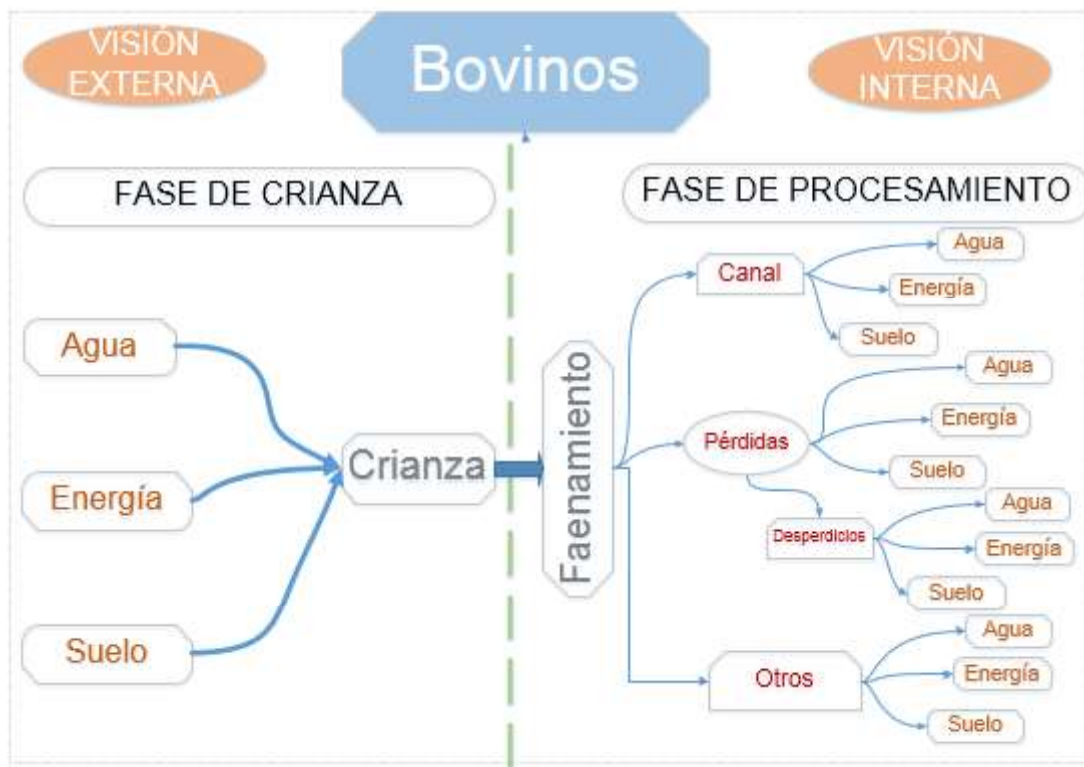 VISIÓN
EXTERNA
Bovinos
VISIÓN
INTERNA
FASE DE CRIANZA
FASE DE PROCESAMIENTO
Agua
Energía
Suelo
Crianza
Faenamiento
Canal
Agua
Energía
Suelo
Pérdidas
Agua
Energía
Suelo
Desperdicios
Agua
Energía
Suelo
Otros
Agua
Energía
Suelo